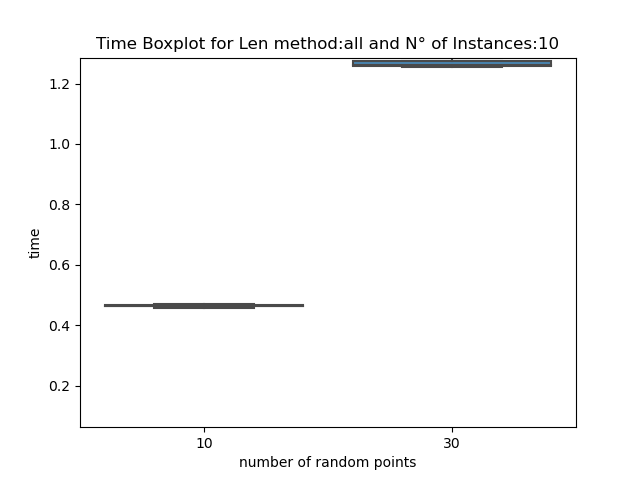 Time Boxplot for Len method:all and N° of Instances:10
1.2
1.0
0.8
0.6
0.4
0.2
time
10 30
number of random points